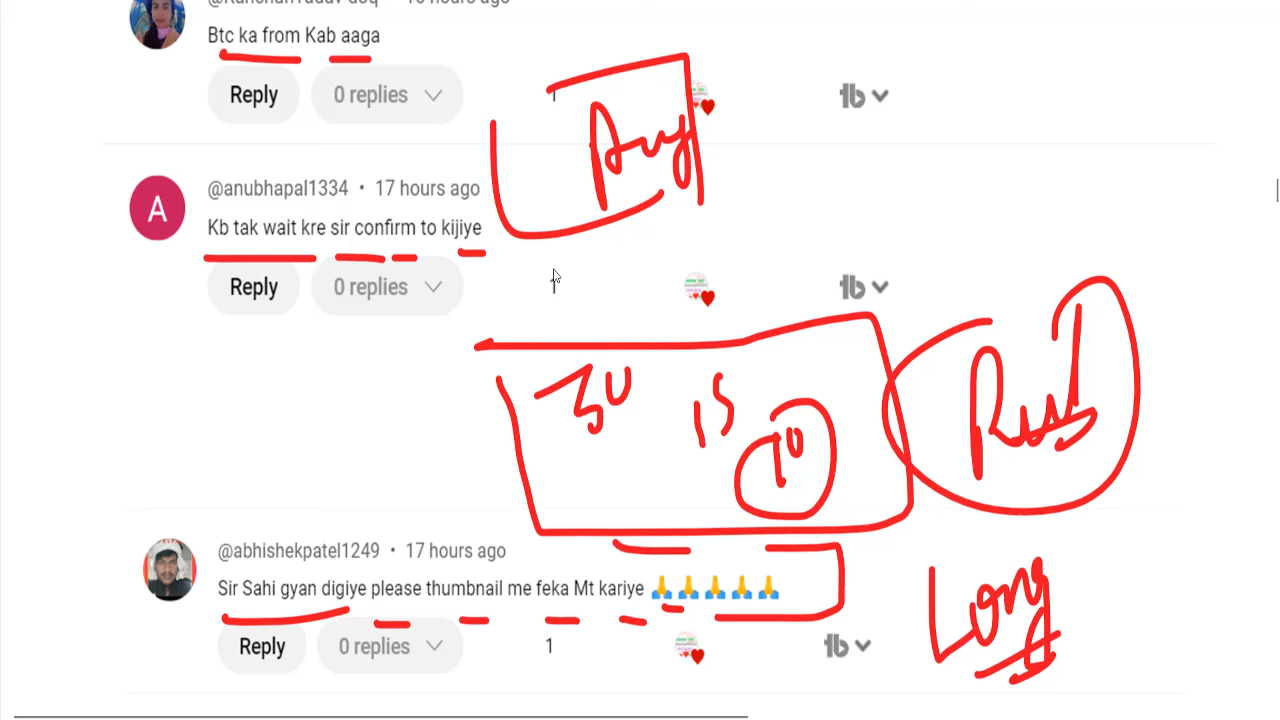 Btc ka from Kab aaga
Reply 0 replies 1
Aug
@anubhapal1334 • 17 hours ago
Kb tak wait kre sir confirm to kijiye
Reply 0 replies 1
30 15
10
@abhishekpatel1249 • 17 hours ago
Sir Sahi gyan digiye please thumbnail me feka Mt kariye 🙏🙏🙏🙏🙏
Long
Reply 0 replies 1